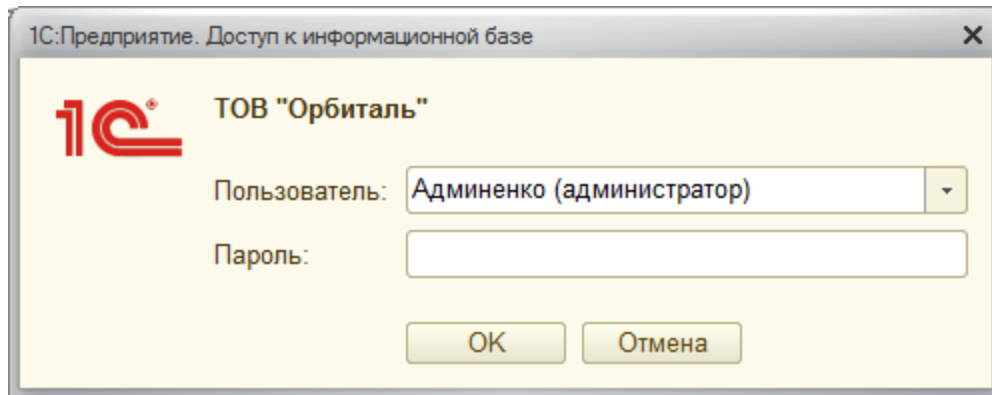 1С:Предприятие. Доступ к информационной базе
1С® ТОВ "Орбиталь"
Пользователь: Админенко (администратор)
Пароль:
OK Отмена